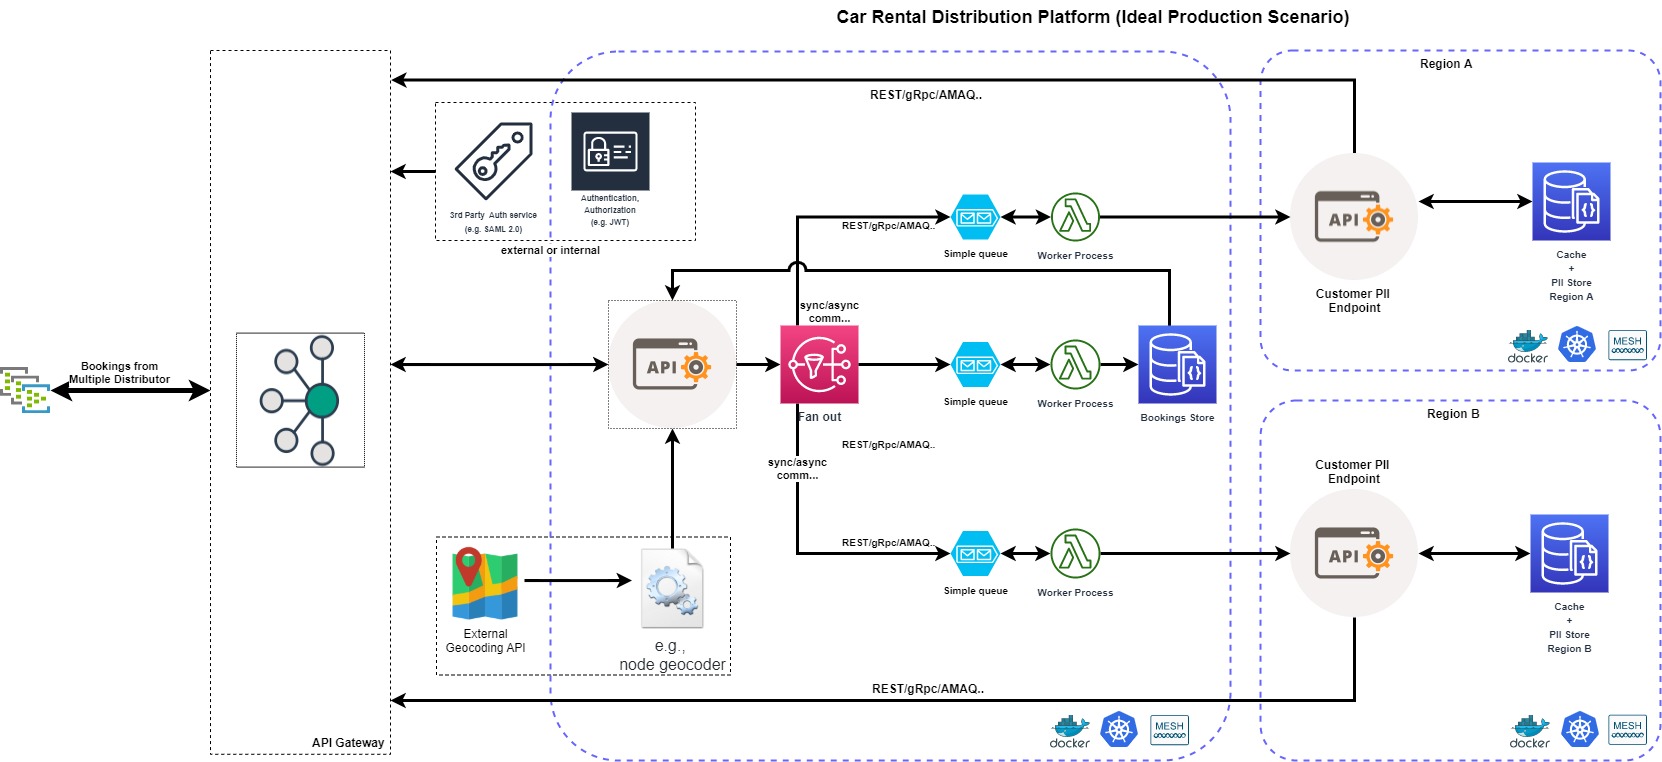 Car Rental Distribution Platform (Ideal Production Scenario)
Region A
REST/gRpc/AMAQ..
3rd Party Auth service
(e.g. SAML 2.0)
Authentication,
Authorization
(e.g. JWT)
external or internal
REST/gRpc/AMAQ..
Simple queue
Worker Process
API
Customer PII
Endpoint
Cache
+
PII Store
Region A
docker
MESH
sync/async
comm...
API
Fan out
Simple queue
Worker Process
Bookings Store
Bookings from
Multiple Distributor
Region B
REST/gRpc/AMAQ..
sync/async
comm...
Customer PII
Endpoint
REST/gRpc/AMAQ..
Simple queue
Worker Process
API
Cache
+
PII Store
Region B
External
Geocoding API
e.g.,
node geocoder
REST/gRpc/AMAQ..
API Gateway
docker
MESH
docker
MESH